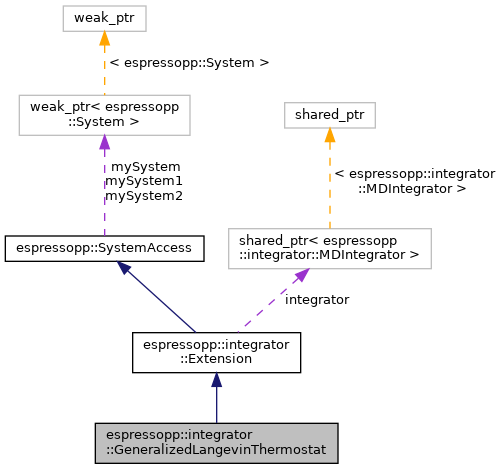 weak_ptr
< espressopp::System >
weak_ptr< espressopp
::System >
shared_ptr
mySystem
mySystem1
mySystem2
< espressopp::integrator
::MDIntegrator >
espressopp::SystemAccess
shared_ptr< espressopp
::integrator::MDIntegrator >
integrator
espressopp::integrator
::Extension
espressopp::integrator
::GeneralizedLangevinThermostat